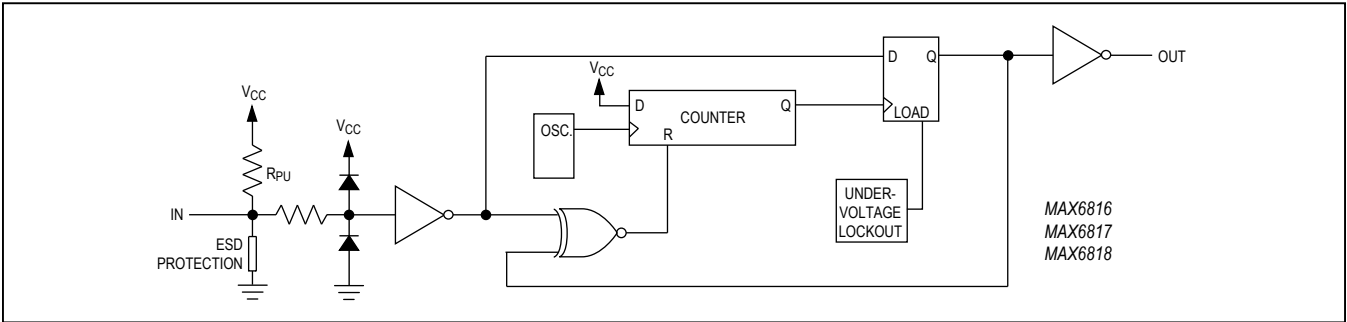 D Q
OUT
VCC
D Q
COUNTER
OSC.
R
LOAD
VCC
VCC
RPU
UNDER-
VOLTAGE
LOCKOUT
MAX6816
MAX6817
MAX6818
IN
ESD
PROTECTION